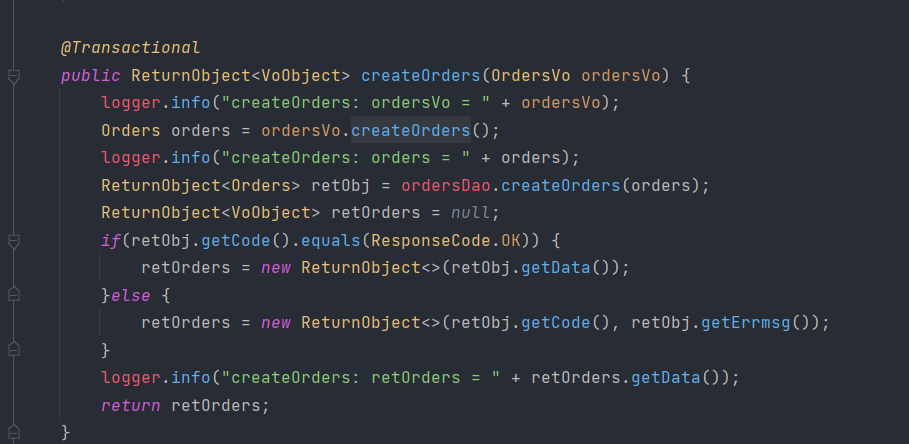 @Transactional
public ReturnObject<VoObject> createOrders(OrdersVo ordersVo) {
    logger.info("createOrders: ordersVo = " + ordersVo);
    Orders orders = ordersVo.createOrders();
    logger.info("createOrders: orders = " + orders);
    ReturnObject<Orders> retObj = ordersDao.createOrders(orders);
    ReturnObject<VoObject> retOrders = null;
    if(retObj.getCode().equals(ResponseCode.OK)) {
        retOrders = new ReturnObject<>(retObj.getData());
    }else {
        retOrders = new ReturnObject<>(retObj.getCode(), retObj.getErrmsg());
    }
    logger.info("createOrders: retOrders = " + retOrders.getData());
    return retOrders;
}